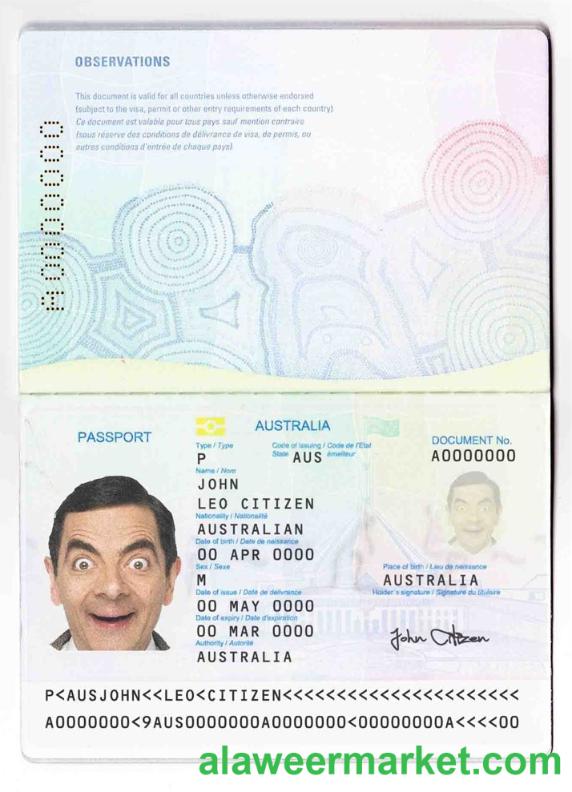 OBSERVATIONS
This document is valid for all countries unless otherwise endorsed
(subject to the visa, permit or other entry requirements of each country)
Ce document est valable pour tous pays sauf mention contraire
(sous réserve des conditions de délivrance de visa, de permis, ou
autres conditions d'entrée de chaque pays)
A0000000
PASSPORT
AUSTRALIA
DOCUMENT No.
Type / Type
Code of issuing / Code de l'Etat
State émetteur
A0000000
P
AUS
Name / Nom
JOHN
LEO CITIZEN
Nationality / Nationalité
AUSTRALIAN
Date of birth / Date de naissance
00 APR 0000
Sex / Sexe
Place of birth / Lieu de naissance
M
AUSTRALIA
Date of issue / Date de délivrance
Holder's signature / Signature du titulaire
00 MAY 0000
Date of expiry / Date d'expiration
00 MAR 0000
John Citizen
Authority / Autorité
AUSTRALIA
P<AUSJOHN<<LEO<CITIZEN<<<<<<<<<<<<<<<<<<<<<<
A0000000<9AUS0000000A0000000<00000000A<<<<00
alaweermarket.com